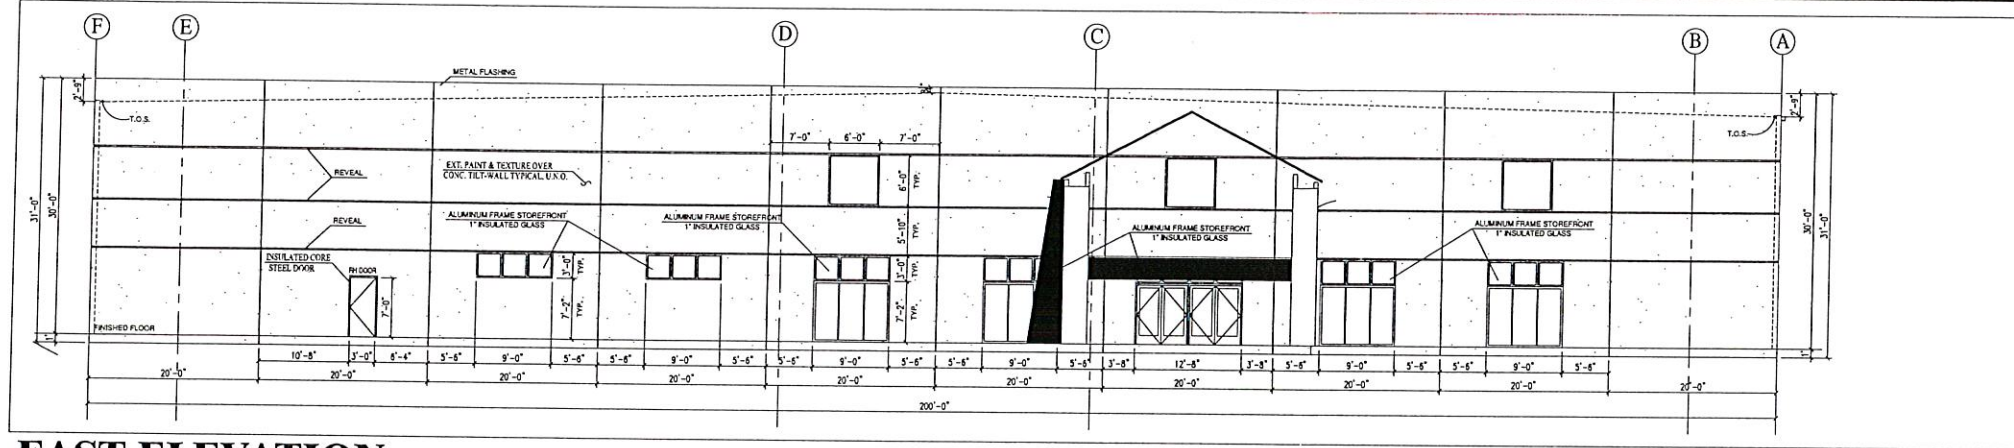 F E D C B A
METAL FLASHING
2'-9"
T.O.S.
2'-9"
T.O.S.
7'-0" 6'-0" 7'-0"
EXT. PAINT & TEXTURE OVER
CONC. TILT-WALL TYPICAL, U.N.O.
REVEAL
6'-0"
TYP.
31'-0"
30'-0"
30'-0"
31'-0"
REVEAL
ALUMINUM FRAME STOREFRONT
1" INSULATED GLASS
ALUMINUM FRAME STOREFRONT
1" INSULATED GLASS
5'-10"
TYP.
ALUMINUM FRAME STOREFRONT
1" INSULATED GLASS
ALUMINUM FRAME STOREFRONT
1" INSULATED GLASS
INSULATED CORE
STEEL DOOR
RH DOOR
3'-0"
TYP.
3'-0"
TYP.
7'-0"
7'-2"
TYP.
7'-2"
TYP.
FINISHED FLOOR
1'
1'
10'-8" 3'-0" 6'-4" 5'-6" 9'-0" 5'-6" 5'-6" 9'-0" 5'-6" 5'-6" 9'-0" 5'-6" 5'-6" 9'-0" 5'-6" 3'-8" 12'-8" 3'-8" 5'-6" 9'-0" 5'-6" 5'-6" 9'-0" 5'-6"
20'-0" 20'-0" 20'-0" 20'-0" 20'-0" 20'-0" 20'-0" 20'-0" 20'-0" 20'-0"
200'-0"
EAST ELEVATION